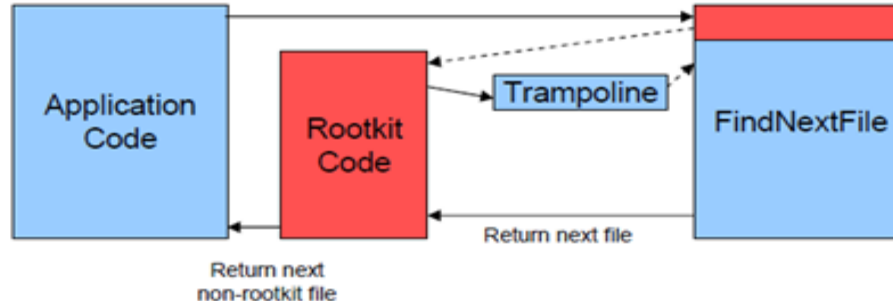 Application
Code
Rootkit
Code
Trampoline
FindNextFile
Return next file
Return next
non-rootkit file